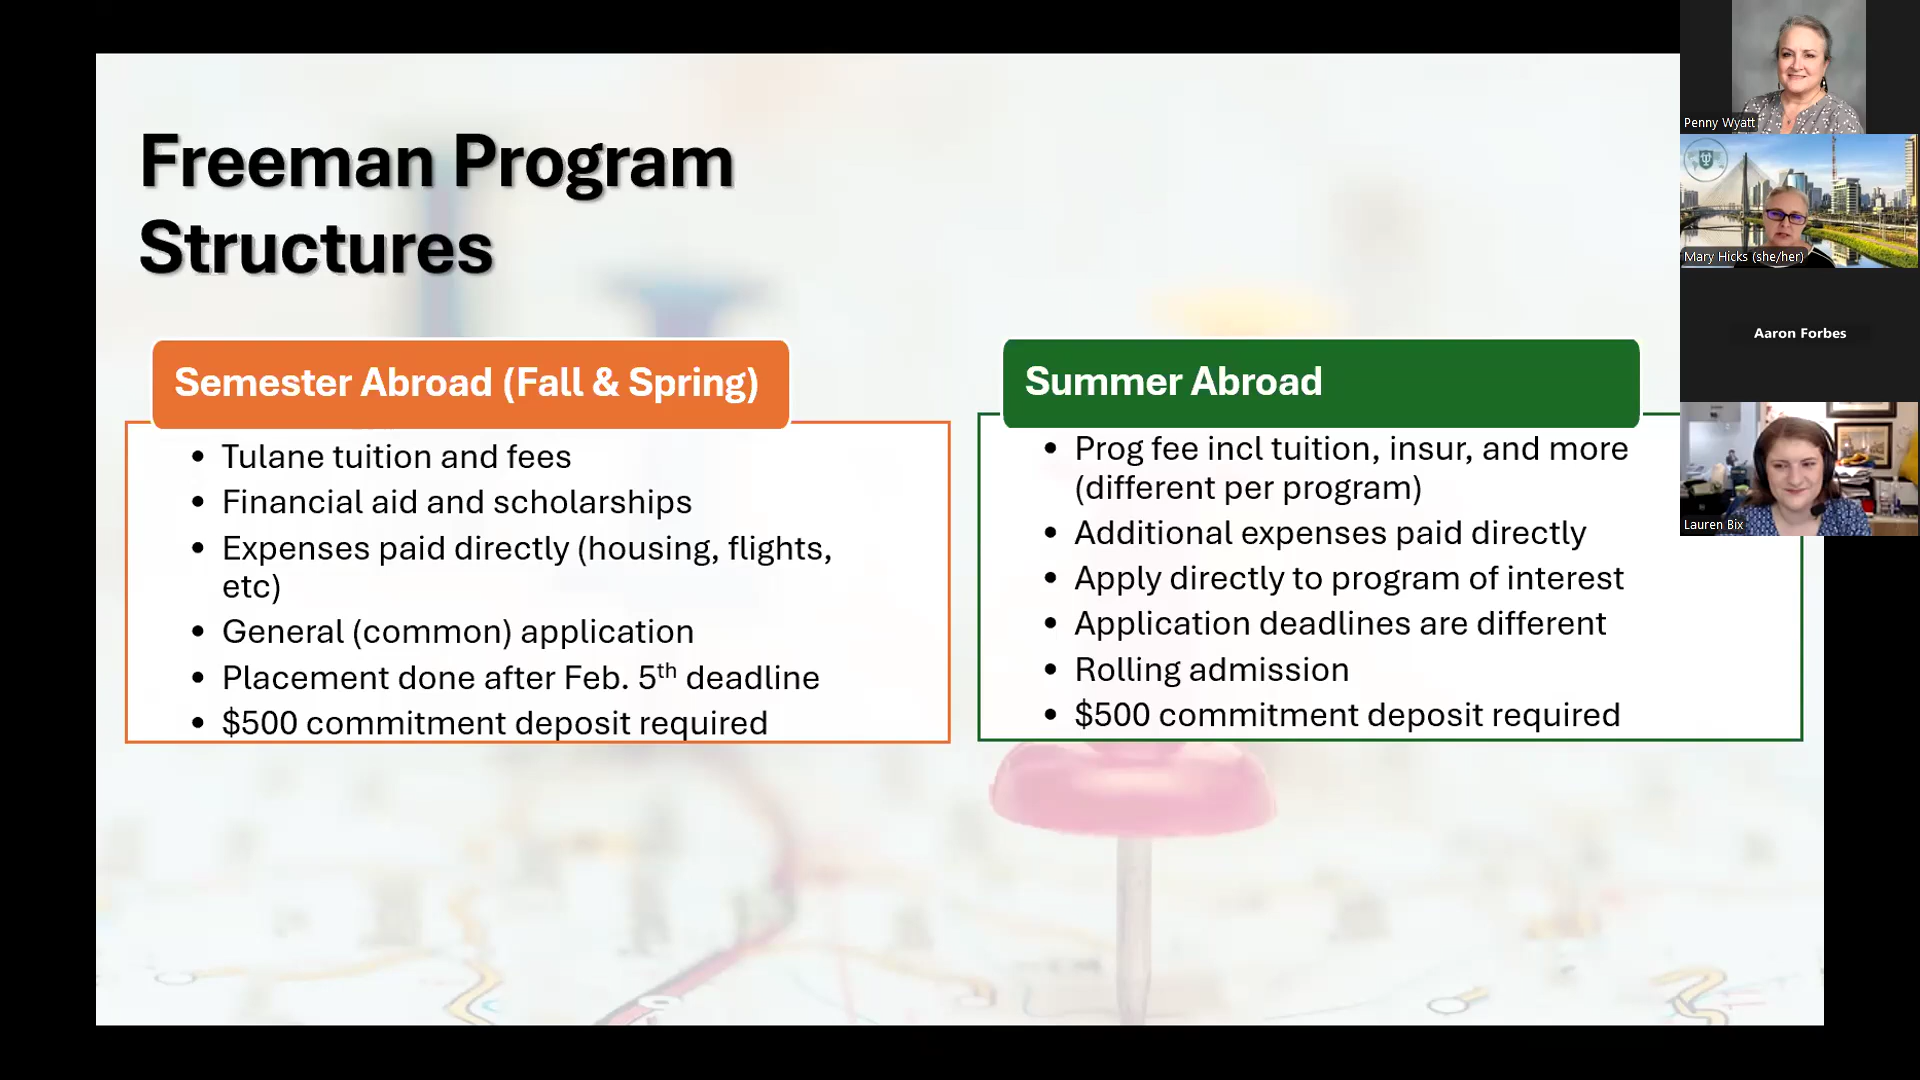 Freeman Program
Structures
Semester Abroad (Fall & Spring)
• Tulane tuition and fees
• Financial aid and scholarships
• Expenses paid directly (housing, flights,
etc)
• General (common) application
• Placement done after Feb. 5th deadline
• $500 commitment deposit required
Summer Abroad
• Prog fee incl tuition, insur, and more
(different per program)
• Additional expenses paid directly
• Apply directly to program of interest
• Application deadlines are different
• Rolling admission
• $500 commitment deposit required
Penny Wyatt
Mary Hicks (she/her)
Aaron Forbes
Lauren Bix